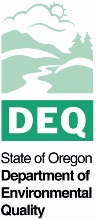 DEQ
State of Oregon
Department of
Environmental
Quality